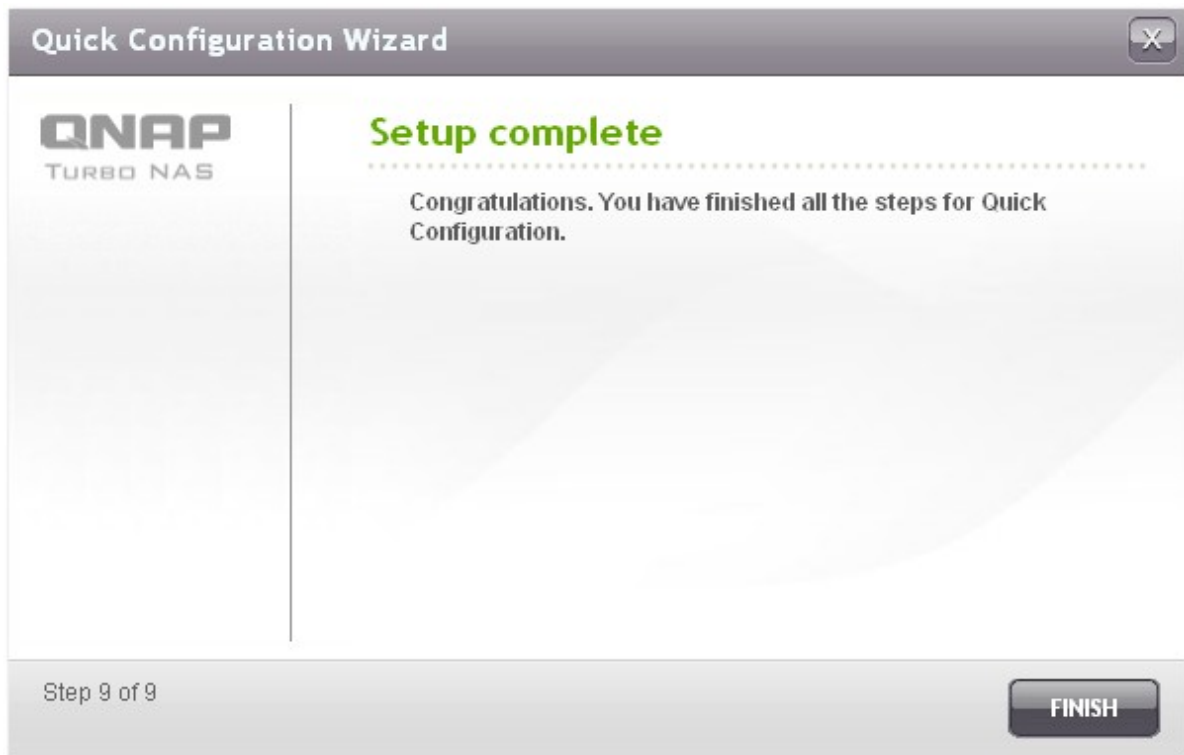 Quick Configuration Wizard
X
QNAP
TURBO NAS
Setup complete
Congratulations. You have finished all the steps for Quick
Configuration.
Step 9 of 9
FINISH